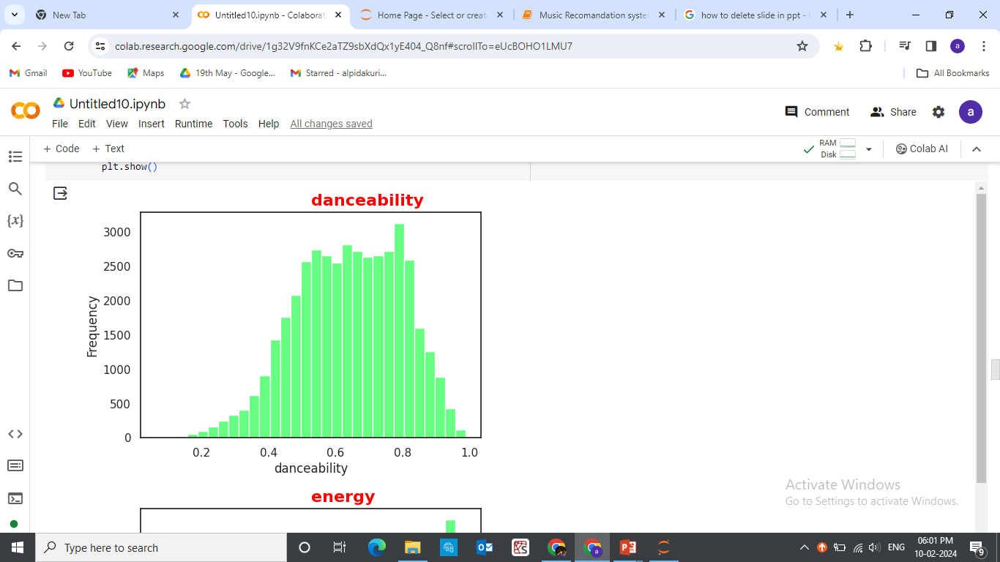 New Tab
Untitled10.ipynb - Colaborat
Home Page - Select or creat
Music Recomandation syste
how to delete slide in ppt -
colab.research.google.com/drive/1g32V9fnKCe2aTZ9sbXdQx1yE404_Q8nf#scrollTo=eUcBOHO1LMU7
a
Gmail
YouTube
Maps
19th May - Google...
Starred - alpidakuri...
All Bookmarks
Untitled10.ipynb
Comment
Share
a
File Edit View Insert Runtime Tools Help All changes saved
+ Code + Text
RAM
Disk
Colab AI
plt.show()
{x}
danceability
3000
2500
2000
1500
1000
500
0
Frequency
0.2 0.4 0.6 0.8 1.0
danceability
energy
Activate Windows
Go to Settings to activate Windows.
Type here to search
ENG
06:01 PM
10-02-2024
9